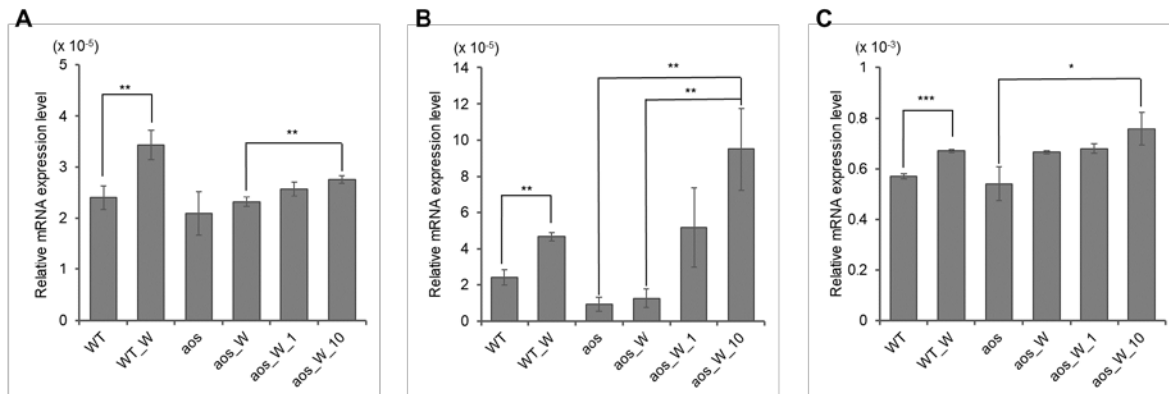 A
(x 10-5)
Relative mRNA expression level
5
4
3
2
1
0
**
**
WT
WT_W
aos
aos_W
aos_W_1
aos_W_10
B
(x 10-5)
Relative mRNA expression level
14
12
10
8
6
4
2
0
**
**
**
WT
WT_W
aos
aos_W
aos_W_1
aos_W_10
C
(x 10-3)
Relative mRNA expression level
1
0.8
0.6
0.4
0.2
0
***
*
WT
WT_W
aos
aos_W
aos_W_1
aos_W_10